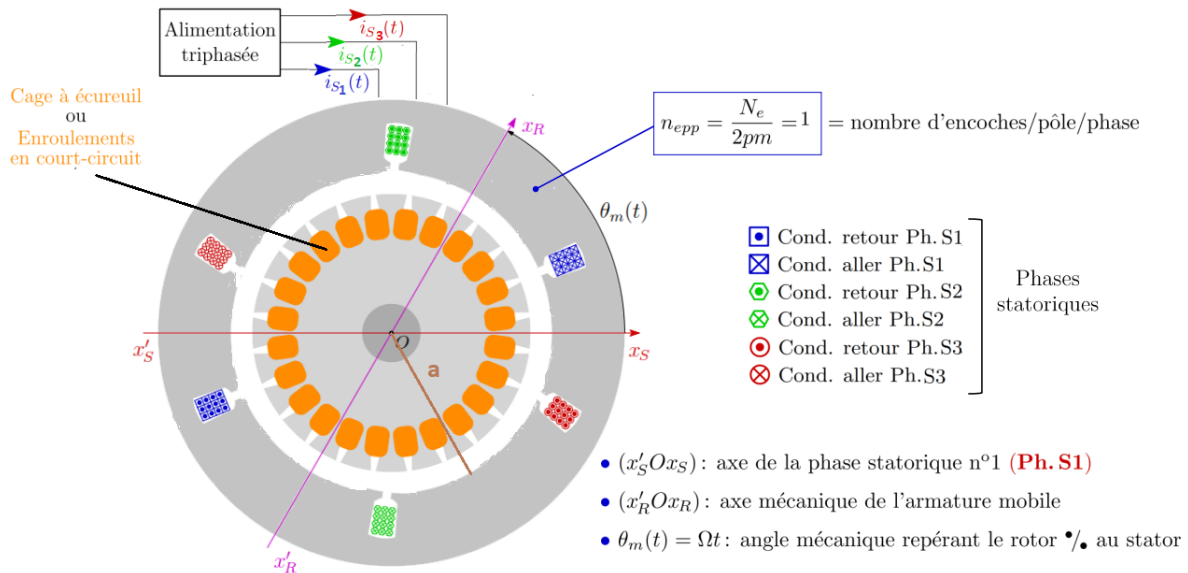 Alimentation
triphasée
i_{S_3}(t)
i_{S_2}(t)
i_{S_1}(t)
Cage à écureuil
ou
Enroulements
en court-circuit
x_R
n_{epp} = \frac{N_e}{2pm} = 1 = nombre d'encoches/pôle/phase
θ_m(t)
Cond. retour Ph.S1
Cond. aller Ph.S1
Cond. retour Ph.S2
Cond. aller Ph.S2
Cond. retour Ph.S3
Cond. aller Ph.S3
Phases
statoriques
x'_S
O
x_S
a
x'_R
• (x'_SOx_S) : axe de la phase statorique n°1 (Ph. S1)
• (x'_ROx_R) : axe mécanique de l'armature mobile
• θ_m(t) = Ωt : angle mécanique repérant le rotor •/• au stator